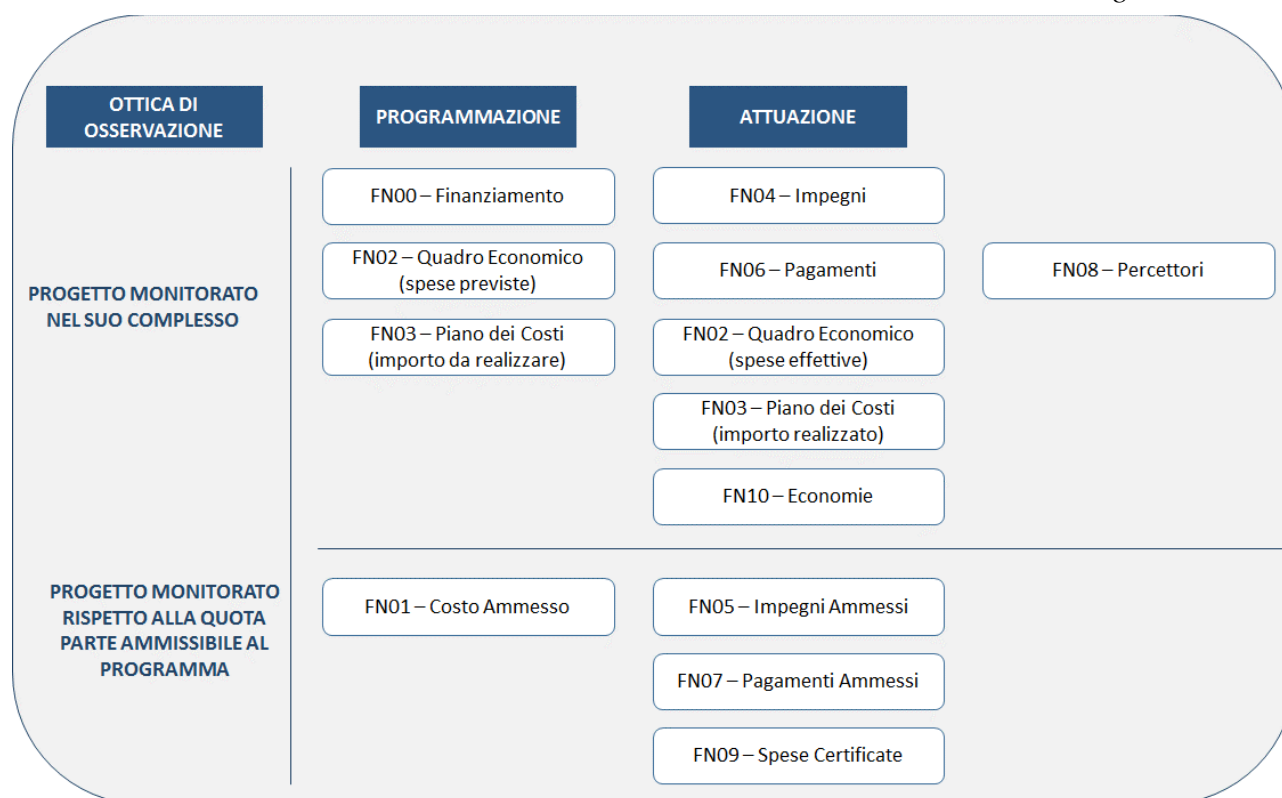 OTTICA DI
OSSERVAZIONE
PROGRAMMAZIONE
ATTUAZIONE
FN00 – Finanziamento
FN04 – Impegni
FN02 – Quadro Economico
(spese previste)
FN06 – Pagamenti
FN08 – Percettori
PROGETTO MONITORATO
NEL SUO COMPLESSO
FN03 – Piano dei Costi
(importo da realizzare)
FN02 – Quadro Economico
(spese effettive)
FN03 – Piano dei Costi
(importo realizzato)
FN10 – Economie
PROGETTO MONITORATO
RISPETTO ALLA QUOTA
PARTE AMMISSIBILE AL
PROGRAMMA
FN01 – Costo Ammesso
FN05 – Impegni Ammessi
FN07 – Pagamenti Ammessi
FN09 – Spese Certificate